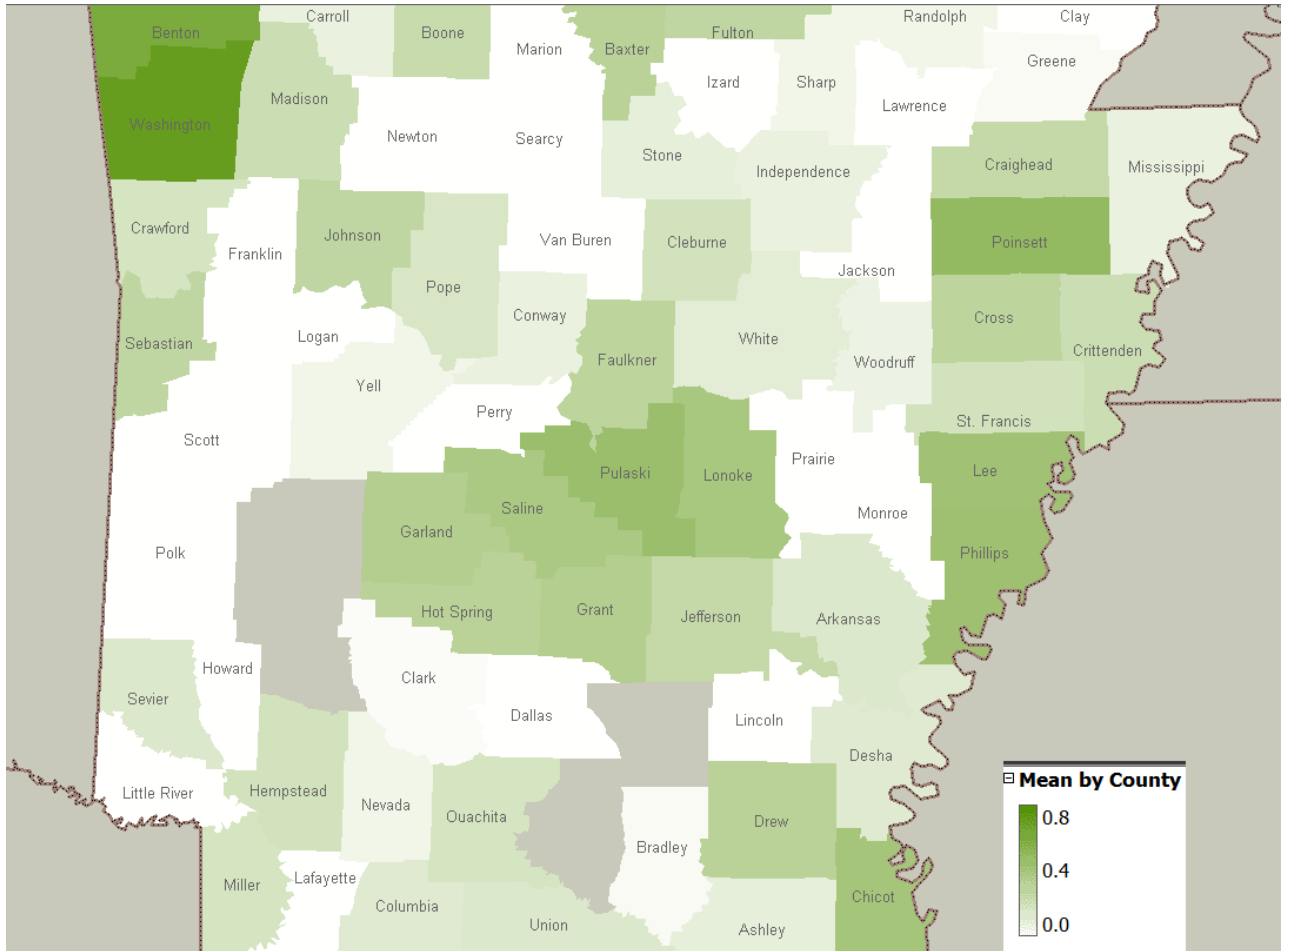 Carroll
Randolph
Clay
Benton
Boone
Marion
Baxter
Fulton
Izard
Sharp
Greene
Madison
Lawrence
Washington
Newton
Searcy
Stone
Independence
Craighead
Mississippi
Crawford
Franklin
Johnson
Van Buren
Cleburne
Poinsett
Jackson
Pope
Conway
Cross
Sebastian
Logan
Faulkner
White
Woodruff
Crittenden
Yell
Perry
St. Francis
Scott
Pulaski
Lonoke
Prairie
Lee
Saline
Garland
Monroe
Polk
Phillips
Hot Spring
Grant
Jefferson
Arkansas
Howard
Clark
Sevier
Dallas
Lincoln
Desha
Little River
Hempstead
Nevada
Ouachita
Drew
Bradley
Miller
Lafayette
Columbia
Union
Ashley
Chicot
Mean by County
0.8
0.4
0.0